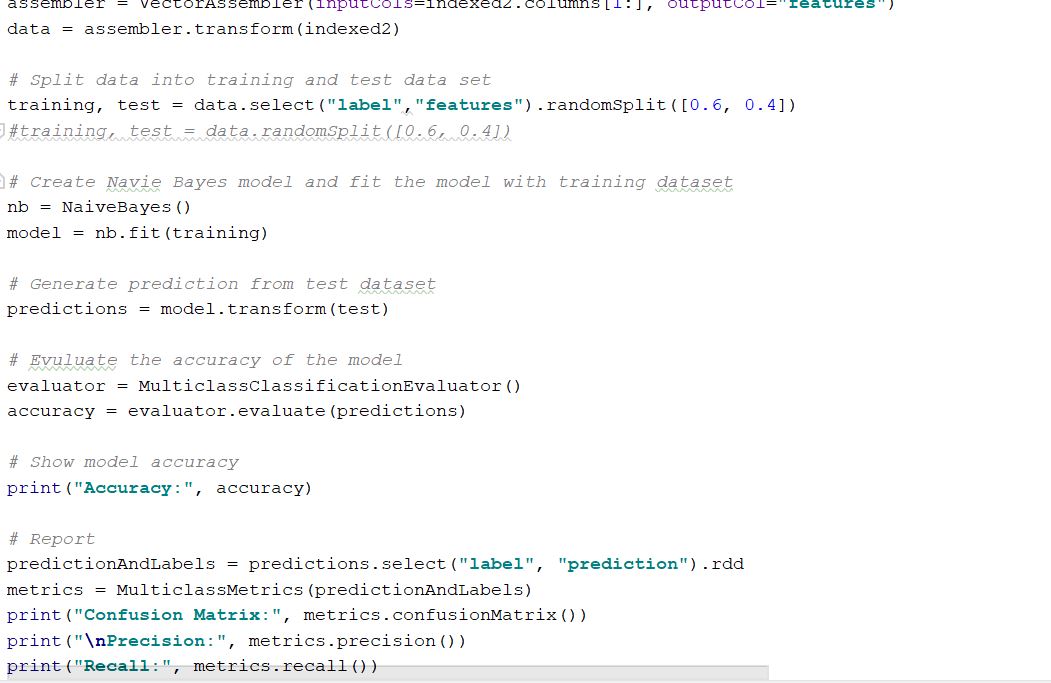 assembler = VectorAssembler(inputCols=indexed2.columns[1:], outputCol="features")
data = assembler.transform(indexed2)
# Split data into training and test data set
training, test = data.select("label","features").randomSplit([0.6, 0.4])
#training, test = data.randomSplit([0.6, 0.4])
# Create Navie Bayes model and fit the model with training dataset
nb = NaiveBayes()
model = nb.fit(training)
# Generate prediction from test dataset
predictions = model.transform(test)
# Evuluate the accuracy of the model
evaluator = MulticlassClassificationEvaluator()
accuracy = evaluator.evaluate(predictions)
# Show model accuracy
print("Accuracy:", accuracy)
# Report
predictionAndLabels = predictions.select("label", "prediction").rdd
metrics = MulticlassMetrics(predictionAndLabels)
print("Confusion Matrix:", metrics.confusionMatrix())
print("\nPrecision:", metrics.precision())
print("Recall:", metrics.recall())